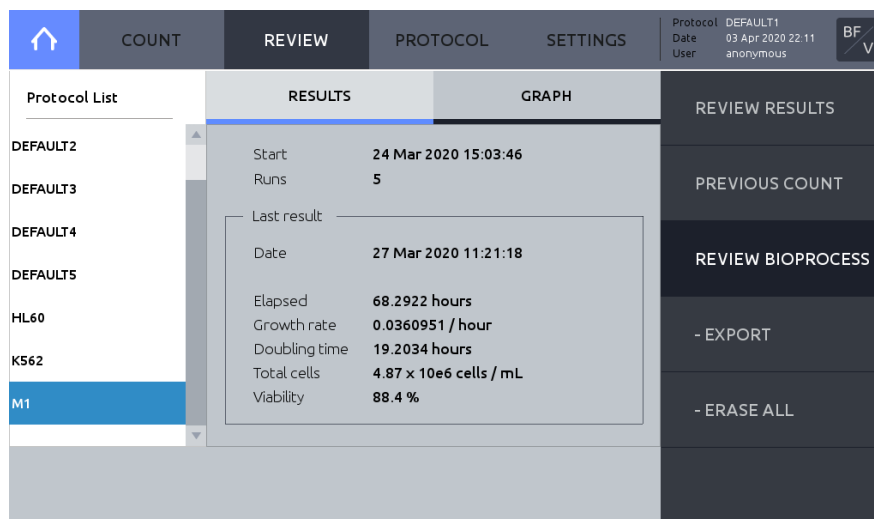 COUNT REVIEW PROTOCOL SETTINGS
Protocol DEFAULT1
Date 03 Apr 2020 22:11
User anonymous
BF/V
Protocol List
DEFAULT2
DEFAULT3
DEFAULT4
DEFAULT5
HL60
K562
M1
RESULTS GRAPH
Start 24 Mar 2020 15:03:46
Runs 5
Last result
Date 27 Mar 2020 11:21:18
Elapsed 68.2922 hours
Growth rate 0.0360951 / hour
Doubling time 19.2034 hours
Total cells 4.87 x 10e6 cells / mL
Viability 88.4 %
REVIEW RESULTS
PREVIOUS COUNT
REVIEW BIOPROCESS
- EXPORT
- ERASE ALL